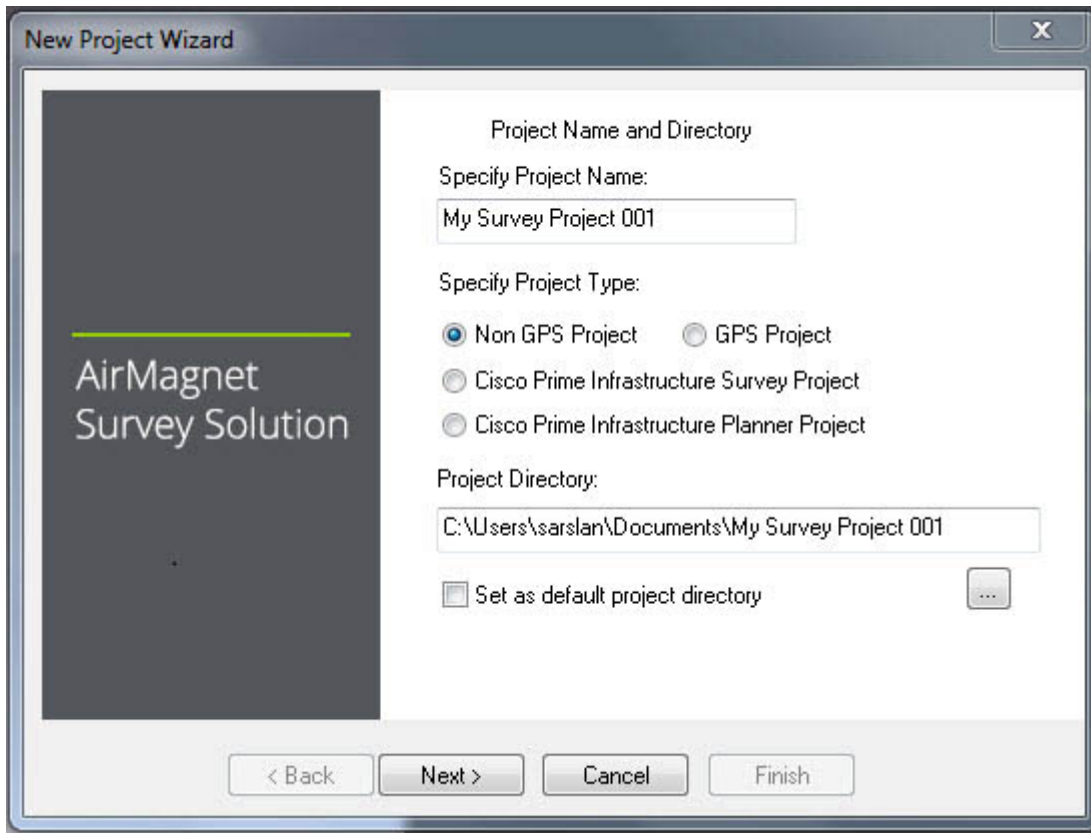 New Project Wizard
X
AirMagnet
Survey Solution
Project Name and Directory
Specify Project Name:
My Survey Project 001
Specify Project Type:
Non GPS Project
GPS Project
Cisco Prime Infrastructure Survey Project
Cisco Prime Infrastructure Planner Project
Project Directory:
C:\Users\sarslan\Documents\My Survey Project 001
Set as default project directory
...
< Back
Next >
Cancel
Finish